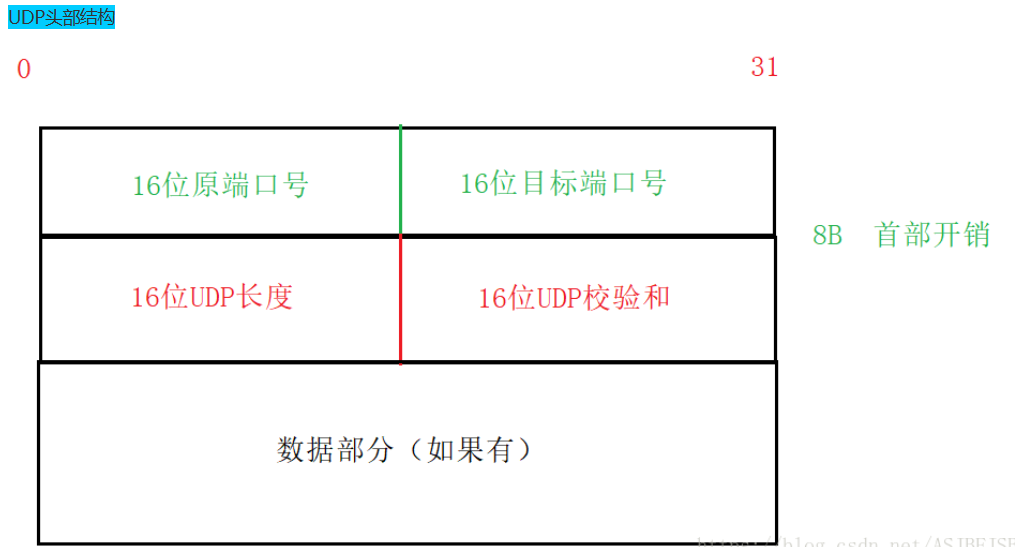 UDP头部结构
0 31
16位原端口号 16位目标端口号
8B 首部开销
16位UDP长度 16位UDP校验和
数据部分（如果有）